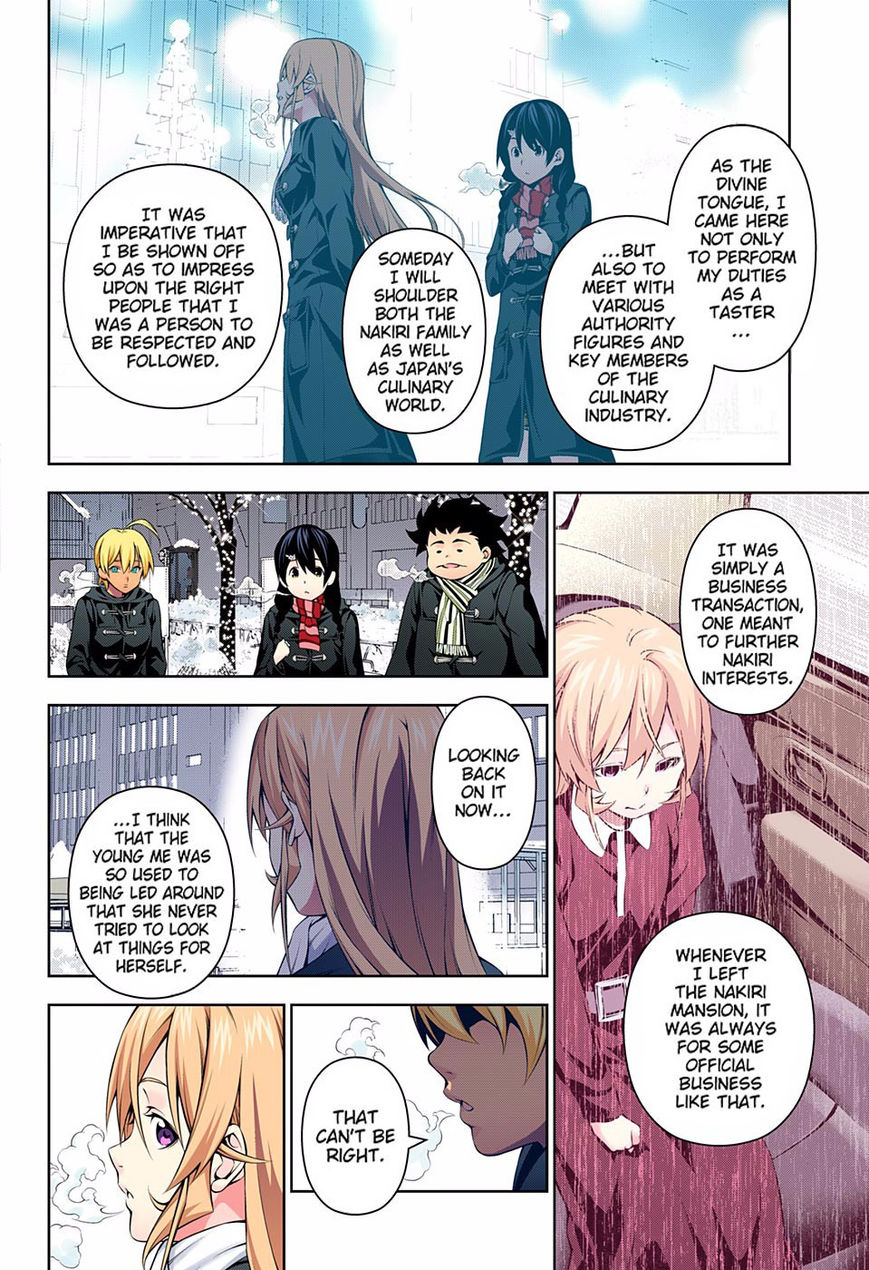 AS THE
DIVINE
TONGUE, I
CAME HERE
NOT ONLY
TO PERFORM
MY DUTIES
AS A
TASTER
...
...BUT
ALSO TO
MEET WITH
VARIOUS
AUTHORITY
FIGURES AND
KEY MEMBERS
OF THE
CULINARY
INDUSTRY.
SOMEDAY
I WILL
SHOULDER
BOTH THE
NAKIRI FAMILY
AS WELL
AS JAPAN'S
CULINARY
WORLD.
IT WAS
IMPERATIVE THAT
I BE SHOWN OFF
SO AS TO IMPRESS
UPON THE RIGHT
PEOPLE THAT I
WAS A PERSON TO
BE RESPECTED AND
FOLLOWED.
IT WAS
SIMPLY A
BUSINESS
TRANSACTION,
ONE MEANT
TO FURTHER
NAKIRI
INTERESTS.
WHENEVER
I LEFT
THE NAKIRI
MANSION, IT
WAS ALWAYS
FOR SOME
OFFICIAL
BUSINESS
LIKE THAT.
LOOKING
BACK
ON IT
NOW...
...I THINK
THAT THE
YOUNG ME WAS
SO USED TO
BEING LED AROUND
THAT SHE NEVER
TRIED TO LOOK
AT THINGS FOR
HERSELF.
THAT
CAN'T BE
RIGHT.